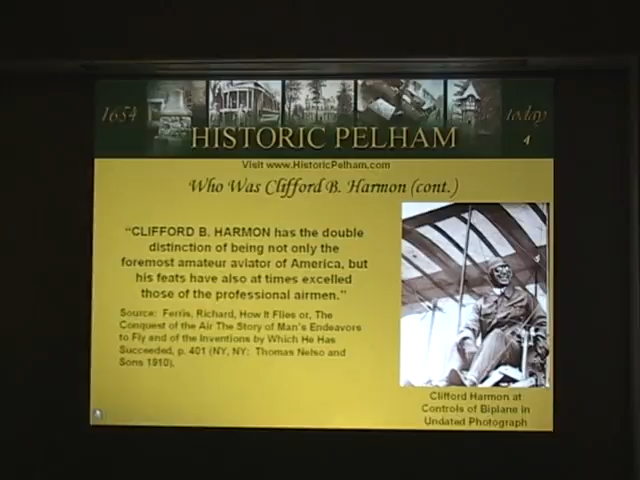 1654
today
4
HISTORIC PELHAM
Visit www.HistoricPelham.com
Who Was Clifford B. Harmon (cont.)
"CLIFFORD B. HARMON has the double
distinction of being not only the
foremost amateur aviator of America, but
his feats have also at times excelled
those of the professional airmen."
Source: Ferris, Richard, How It Flies or, The
Conquest of the Air The Story of Man's Endeavors
to Fly and of the Inventions by Which He Has
Succeeded, p. 401 (NY, NY: Thomas Nelso and
Sons 1910).
Clifford Harmon at
Controls of Biplane in
Undated Photograph